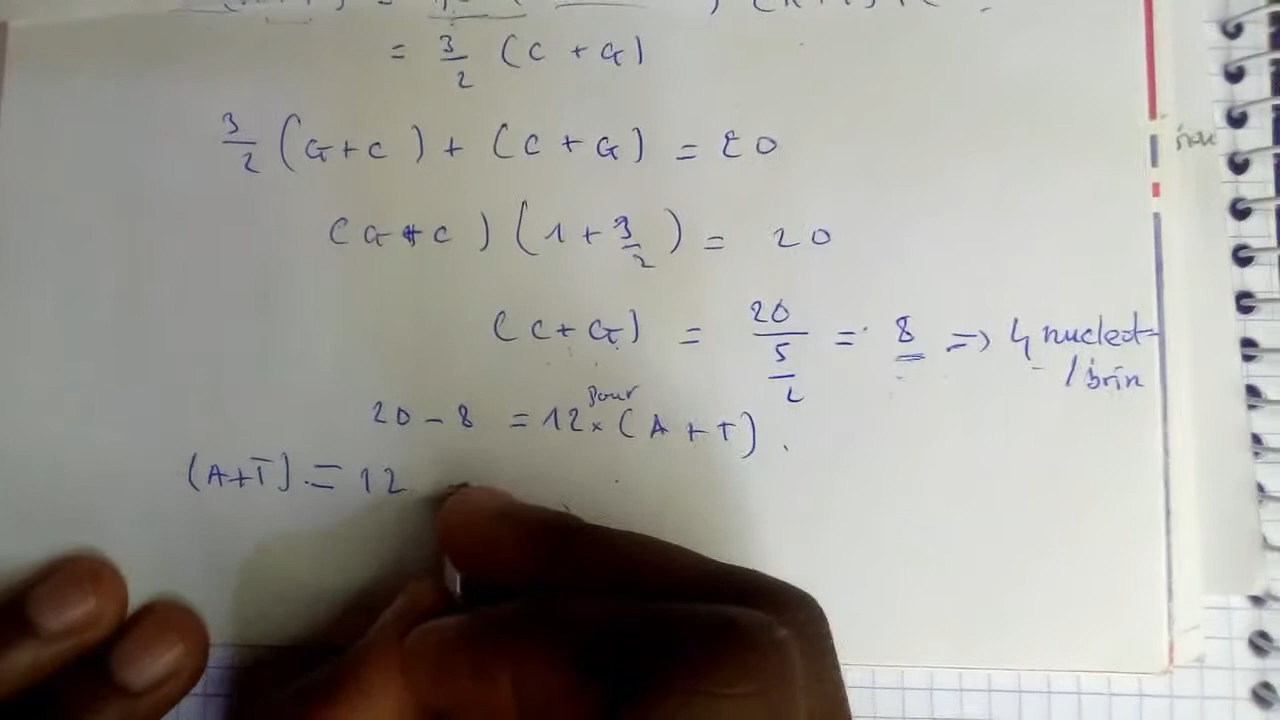 = 3/2 (C + G)
3/2 (G+C) + (C + G) = 20
(G+C) (1 + 3/2) = 20
(C + G) = 20 / 5/2 = 8 => 4 nucleot
/brin
pour
20 - 8 = 12 × (A + T).
(A+T) = 12